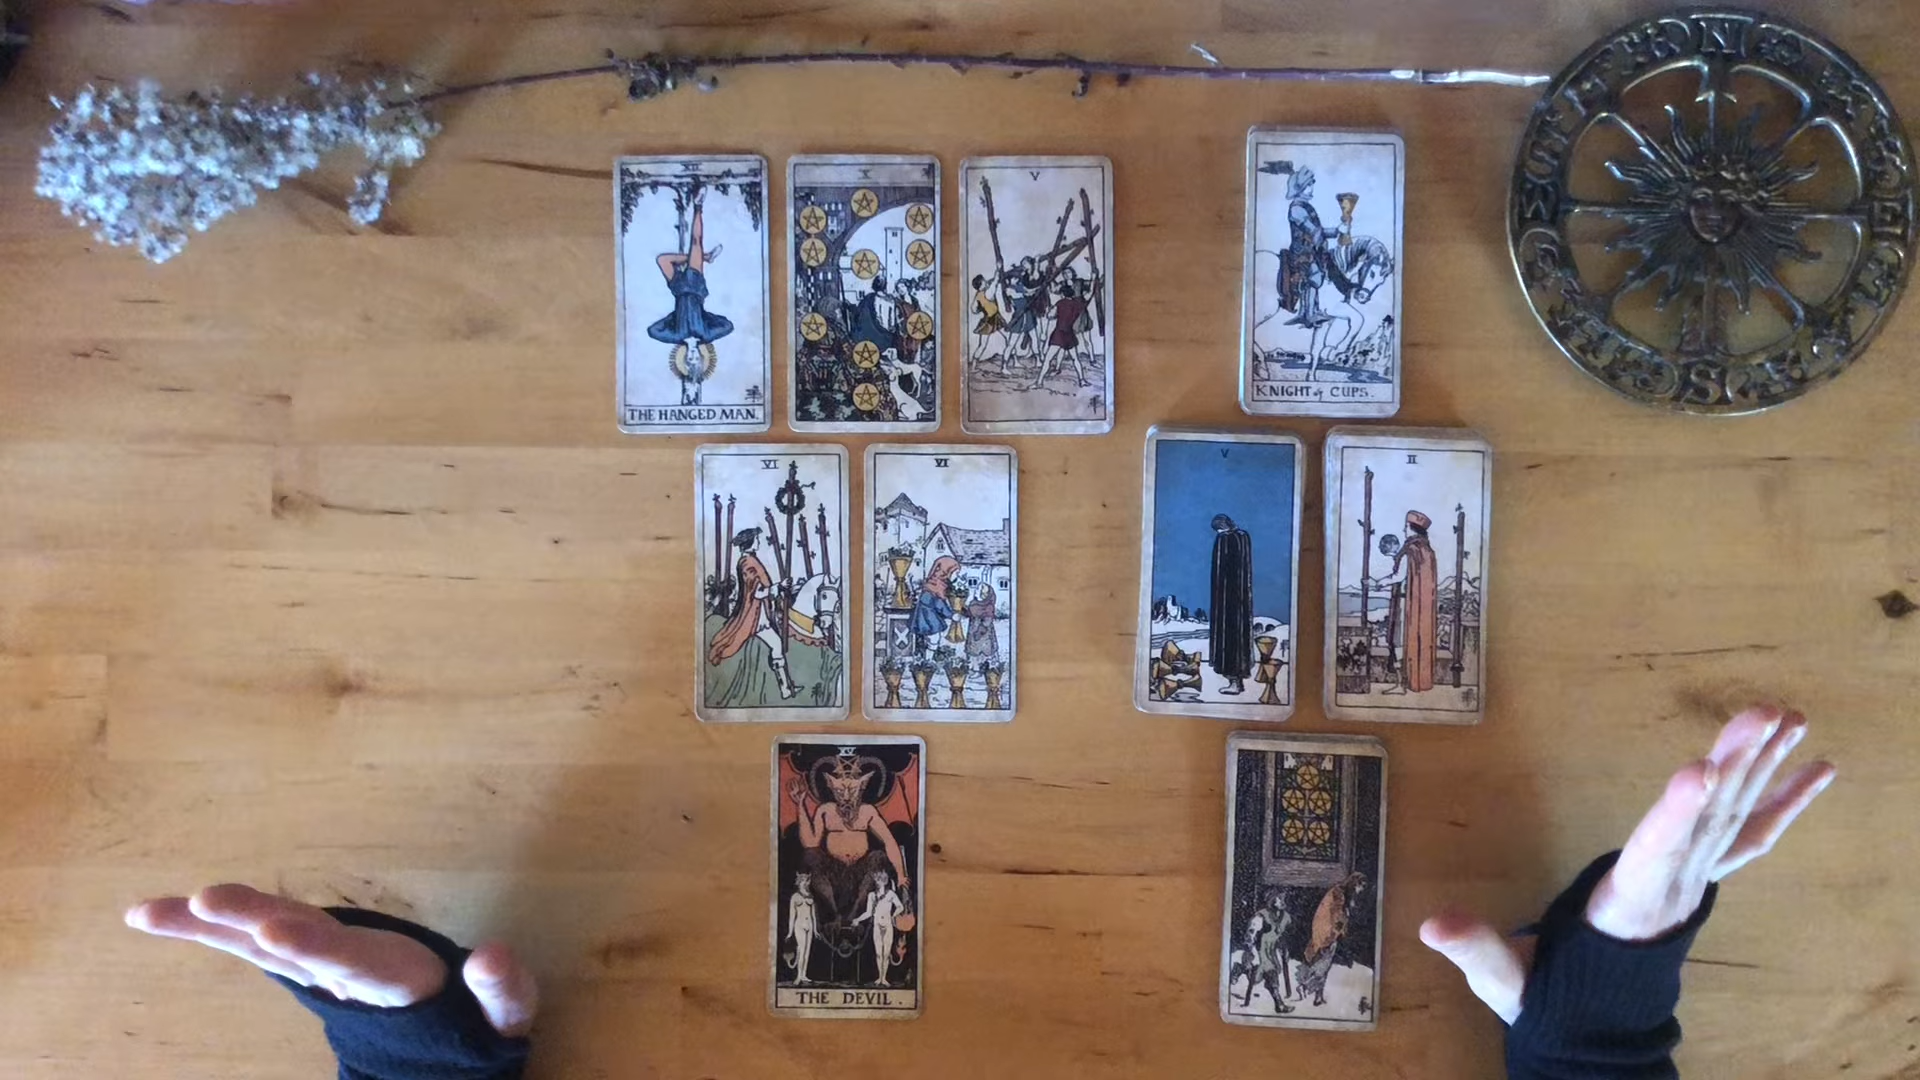 XII
THE HANGED MAN.
X
V
KNIGHT of CUPS.
VI
VI
V
II
XV
THE DEVIL.
N
S